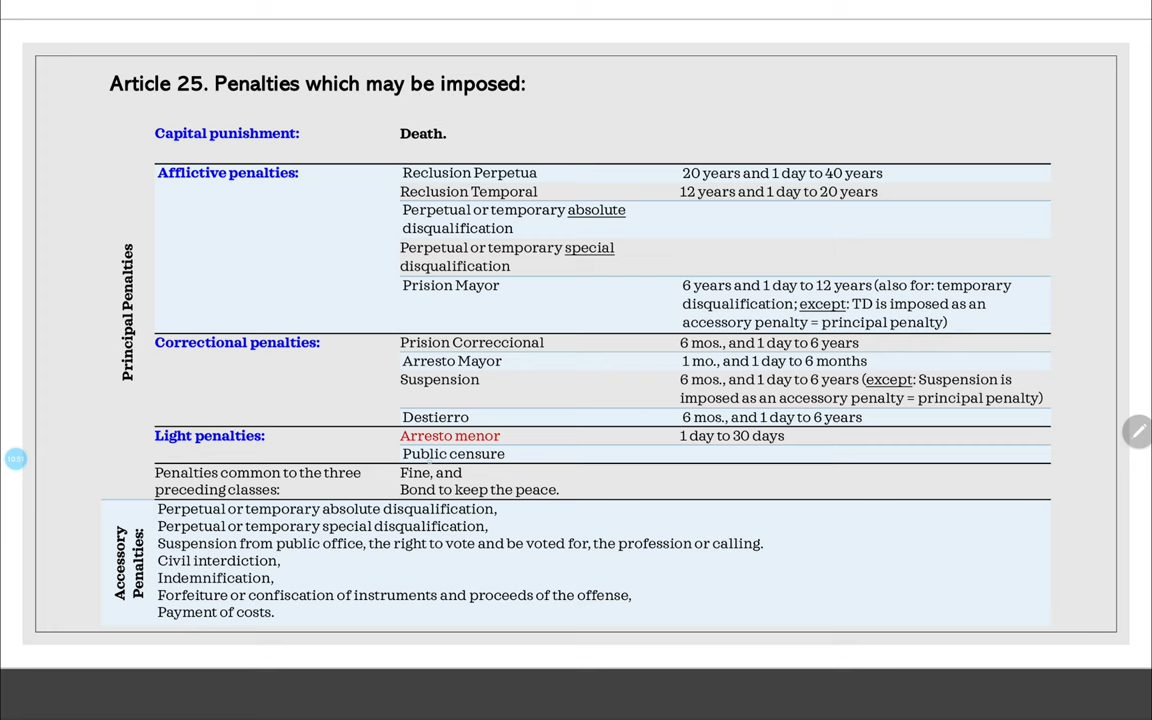 Article 25. Penalties which may be imposed:
Capital punishment: Death.
Principal Penalties
Afflictive penalties: Reclusion Perpetua 20 years and 1 day to 40 years
Reclusion Temporal 12 years and 1 day to 20 years
Perpetual or temporary absolute
disqualification
Perpetual or temporary special
disqualification
Prision Mayor 6 years and 1 day to 12 years (also for: temporary
disqualification; except: TD is imposed as an
accessory penalty = principal penalty)
Correctional penalties: Prision Correccional 6 mos., and 1 day to 6 years
Arresto Mayor 1 mo., and 1 day to 6 months
Suspension 6 mos., and 1 day to 6 years (except: Suspension is
imposed as an accessory penalty = principal penalty)
Destierro 6 mos., and 1 day to 6 years
Light penalties: Arresto menor 1 day to 30 days
Public censure
Penalties common to the three Fine, and
preceding classes: Bond to keep the peace.
Accessory
Penalties:
Perpetual or temporary absolute disqualification,
Perpetual or temporary special disqualification,
Suspension from public office, the right to vote and be voted for, the profession or calling.
Civil interdiction,
Indemnification,
Forfeiture or confiscation of instruments and proceeds of the offense,
Payment of costs.
10:51